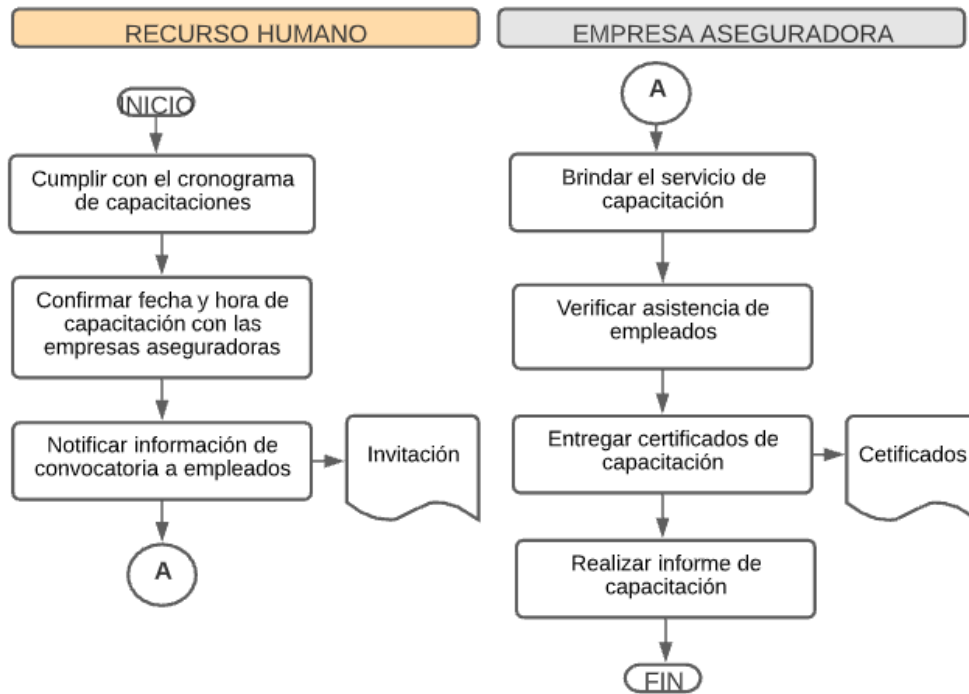 RECURSO HUMANO
INICIO
Cumplir con el cronograma
de capacitaciones
Confirmar fecha y hora de
capacitación con las
empresas aseguradoras
Notificar información de
convocatoria a empleados
Invitación
A
EMPRESA ASEGURADORA
A
Brindar el servicio de
capacitación
Verificar asistencia de
empleados
Entregar certificados de
capacitación
Cetificados
Realizar informe de
capacitación
FIN